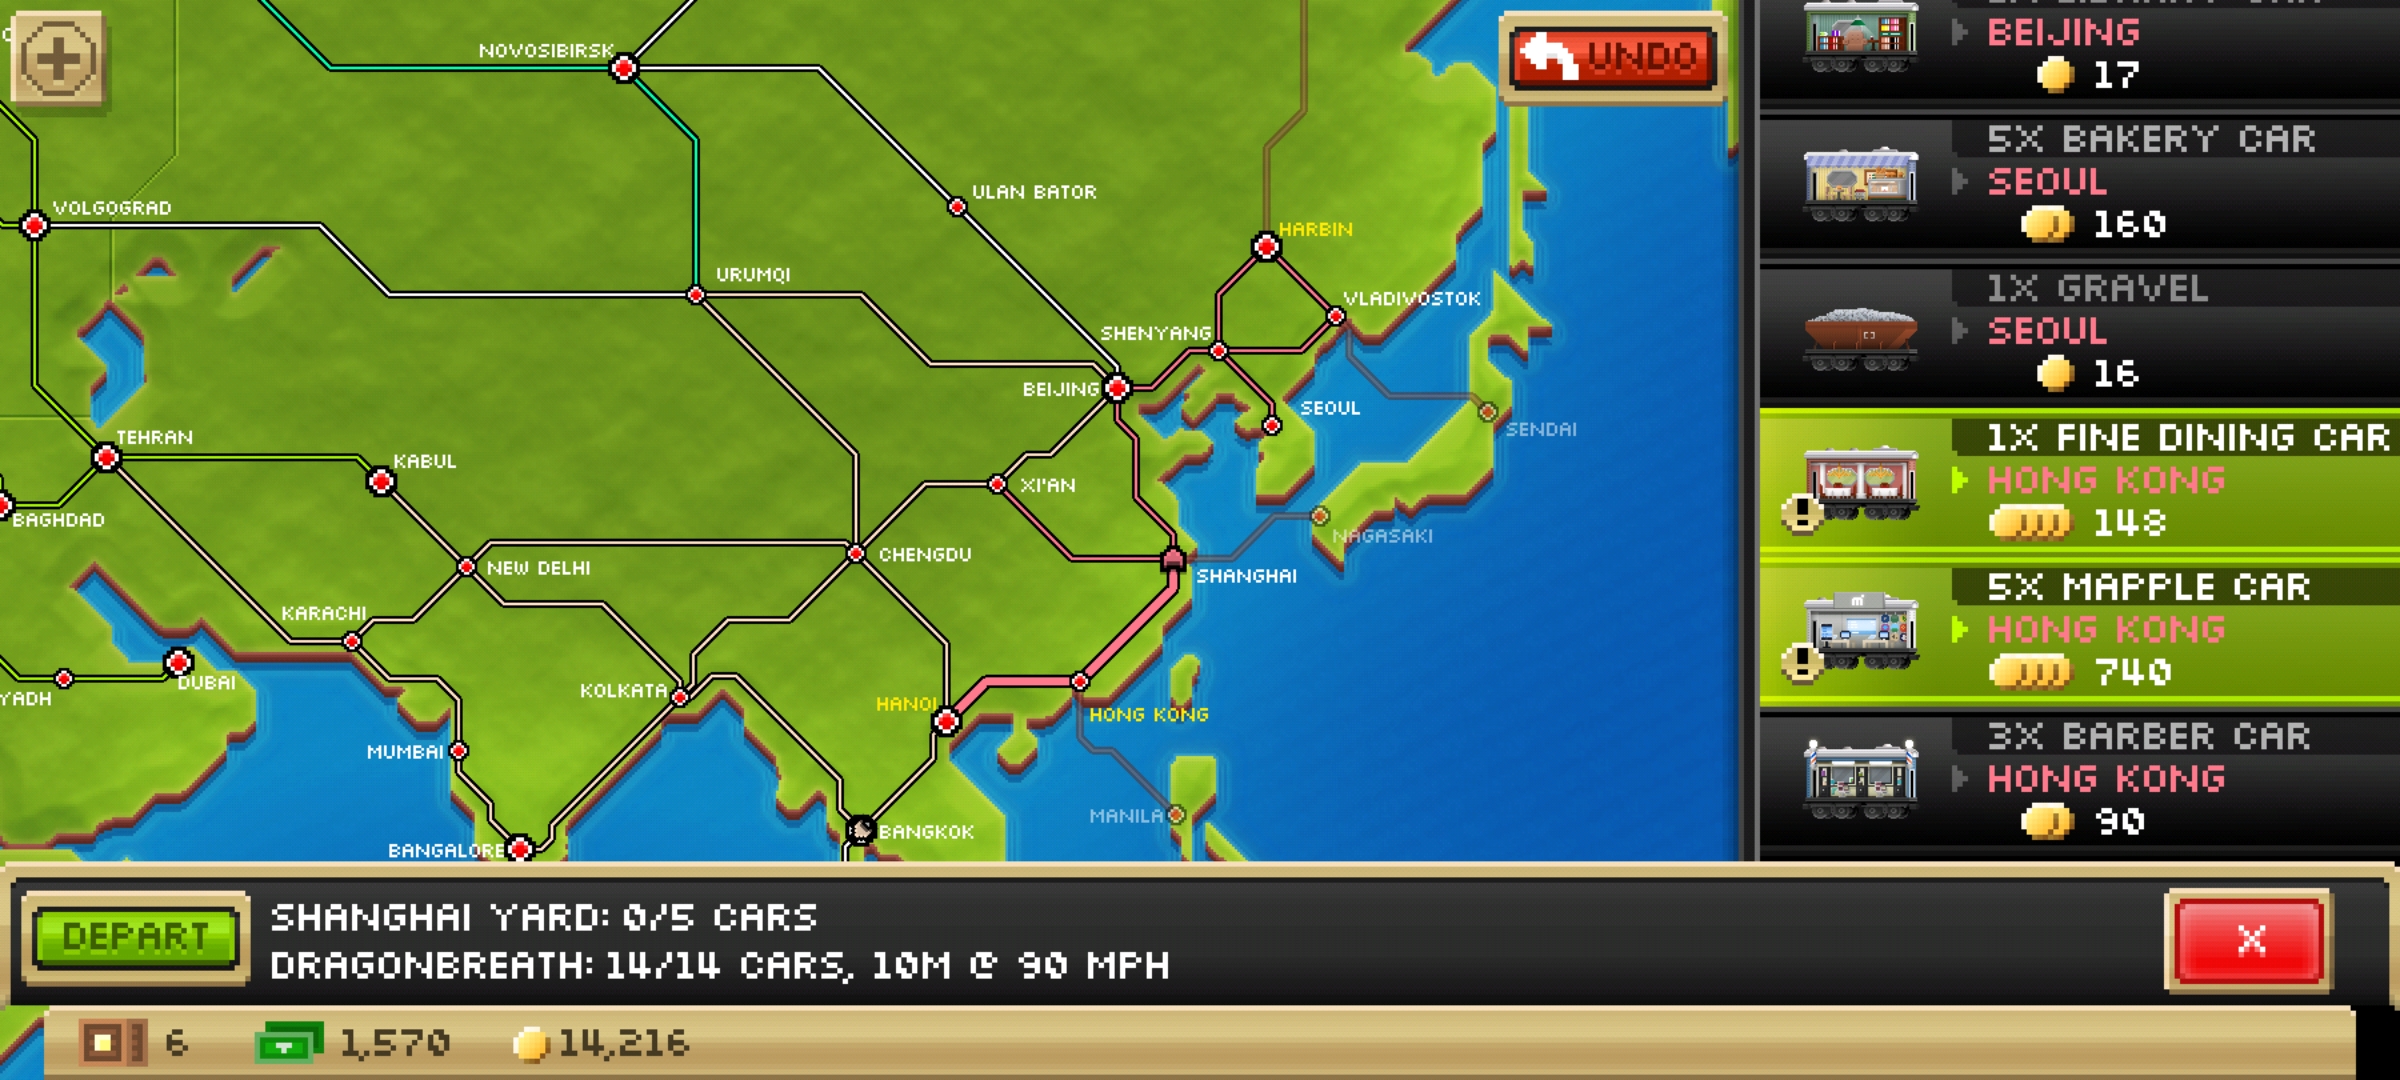 NOVOSIBIRSK
UNDO
ULAN BATOR
VOLGOGRAD
HARBIN
URUMQI
VLADIVOSTOK
SHENYANG
BEIJING
SEOUL
SENDAI
TEHRAN
KABUL
XI'AN
BAGHDAD
NAGASAKI
CHENGDU
NEW DELHI
SHANGHAI
KARACHI
DUBAI
YADH
KOLKATA
HANOI
HONG KONG
MUMBAI
MANILA
BANGKOK
BANGALORE
BEIJING
17
5X BAKERY CAR
SEOUL
160
1X GRAVEL
SEOUL
16
1X FINE DINING CAR
HONG KONG
148
5X MAPPLE CAR
HONG KONG
740
3X BARBER CAR
HONG KONG
90
DEPART
SHANGHAI YARD: 0/5 CARS
DRAGONBREATH: 14/14 CARS, 10M @ 90 MPH
X
6
1,570
14,216